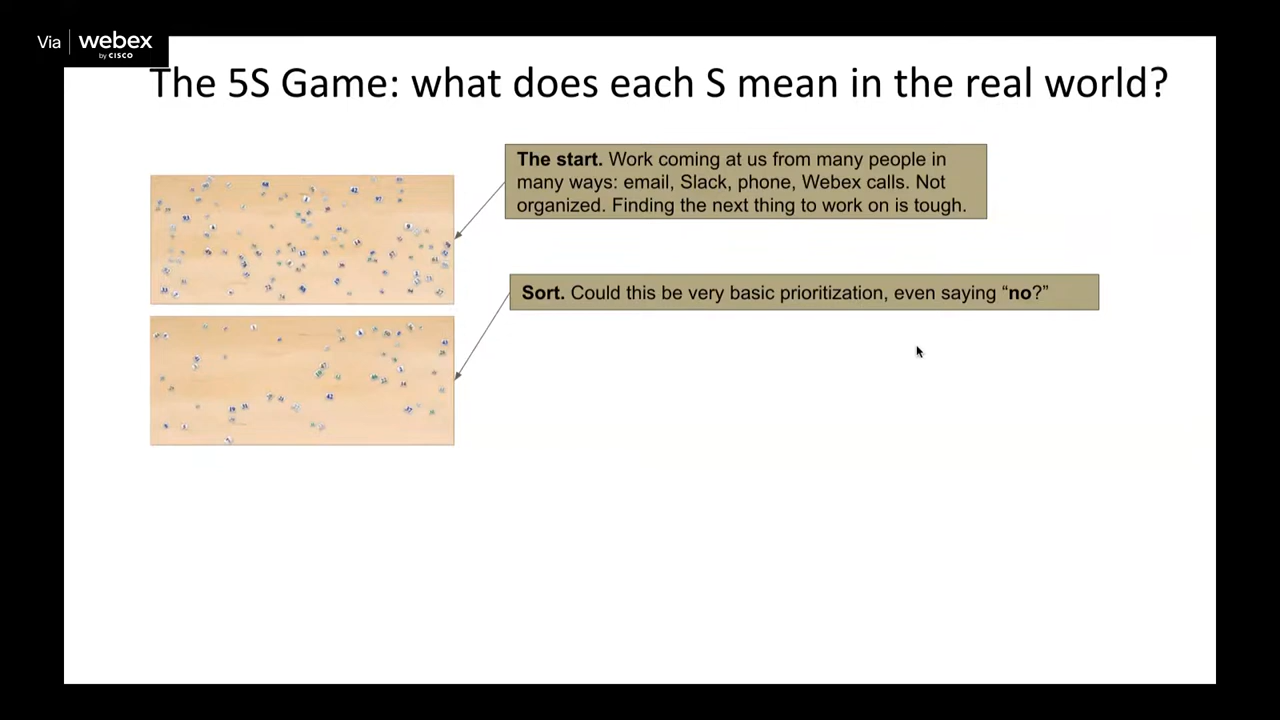 Via webex
by CISCO
The 5S Game: what does each S mean in the real world?
The start. Work coming at us from many people in
many ways: email, Slack, phone, Webex calls. Not
organized. Finding the next thing to work on is tough.
Sort. Could this be very basic prioritization, even saying “no?”